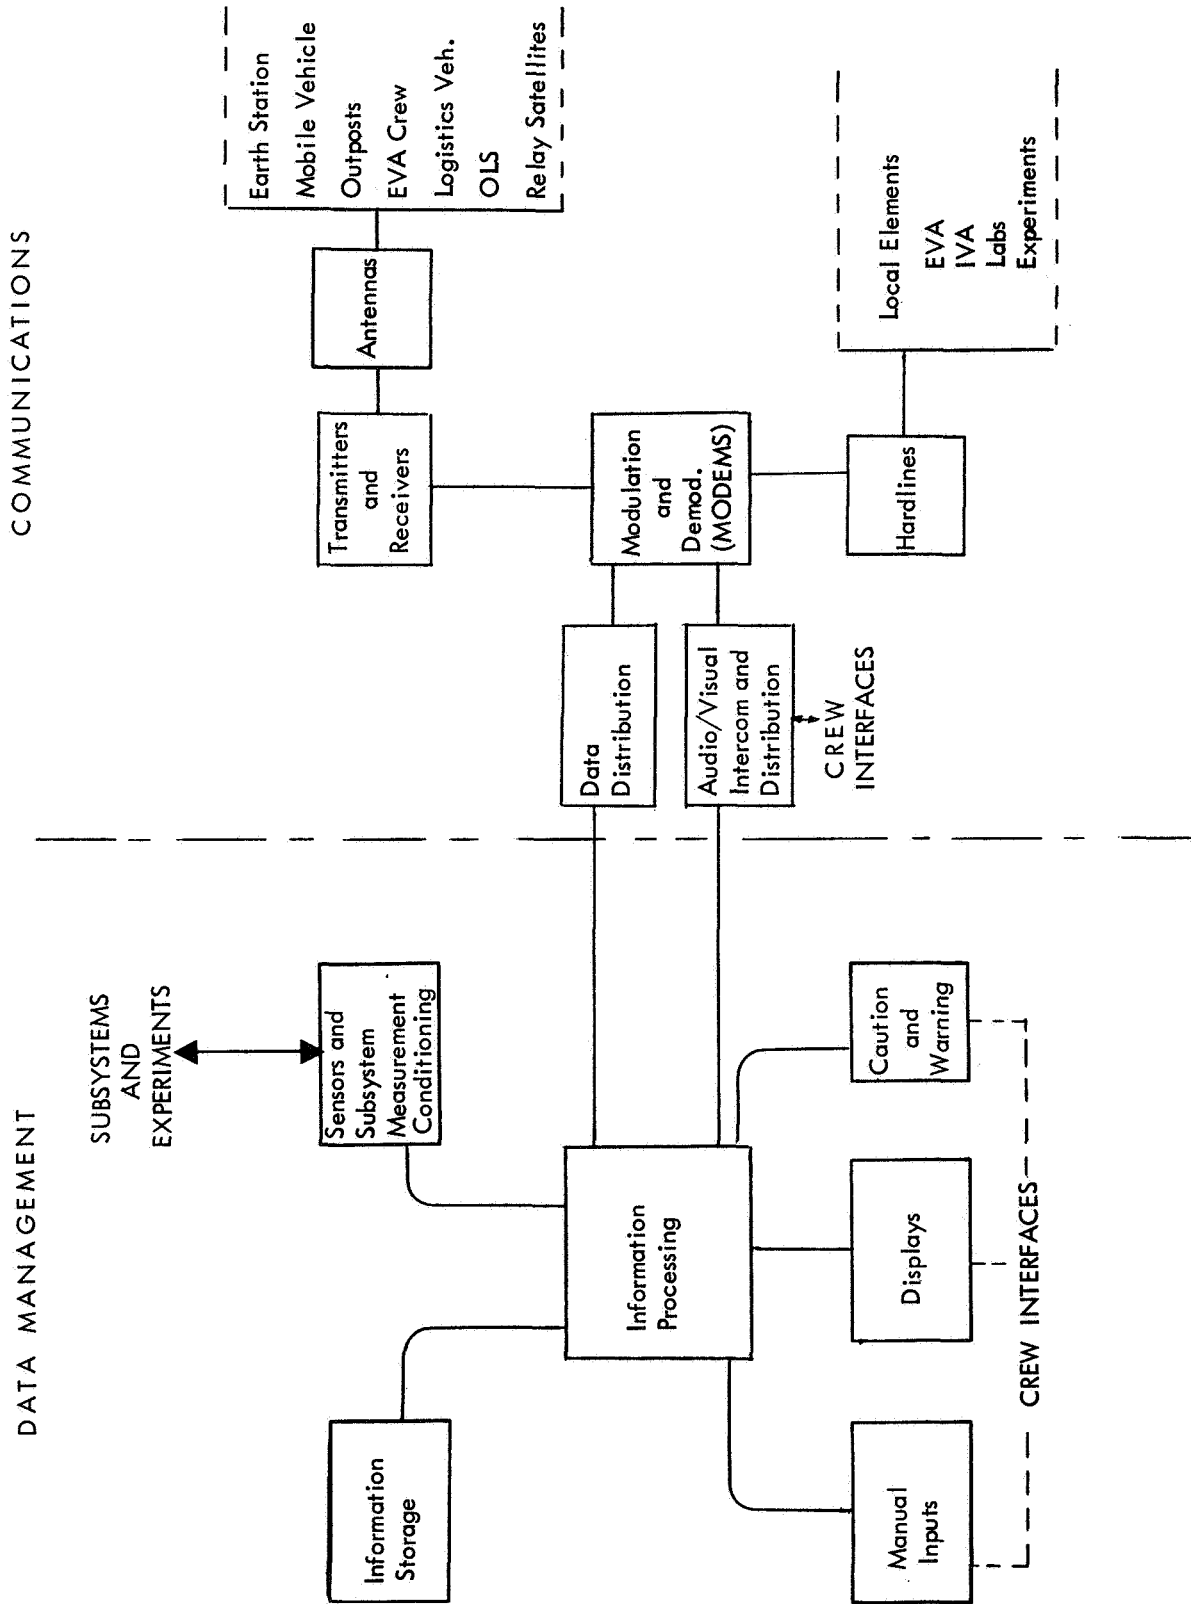 DATA MANAGEMENT
COMMUNICATIONS
SUBSYSTEMS
AND
EXPERIMENTS
Information
Storage
Sensors and
Subsystem
Measurement
Conditioning
Information
Processing
Manual
Inputs
Displays
Caution
and
Warning
CREW INTERFACES
Data
Distribution
Audio/Visual
Intercom and
Distribution
CREW
INTERFACES
Transmitters
and
Receivers
Antennas
Modulation
and
Demod.
(MODEMS)
Hardlines
Earth Station
Mobile Vehicle
Outposts
EVA Crew
Logistics Veh.
OLS
Relay Satellites
Local Elements
EVA
IVA
Labs
Experiments